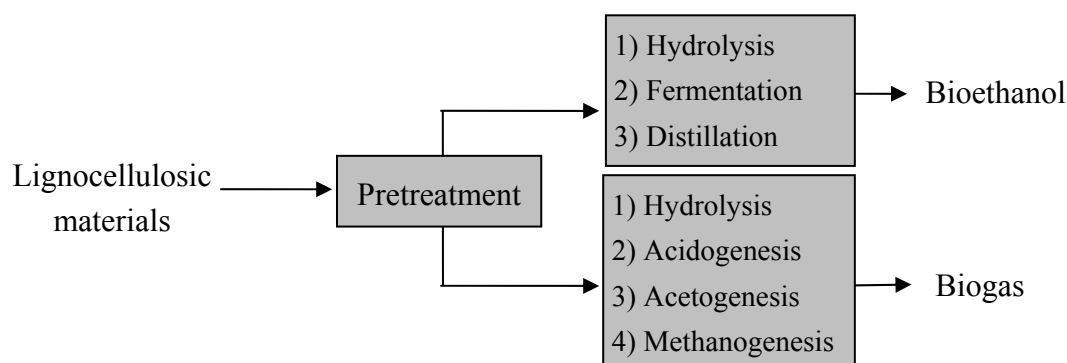 Lignocellulosic
materials
Pretreatment
1) Hydrolysis
2) Fermentation
3) Distillation
Bioethanol
1) Hydrolysis
2) Acidogenesis
3) Acetogenesis
4) Methanogenesis
Biogas